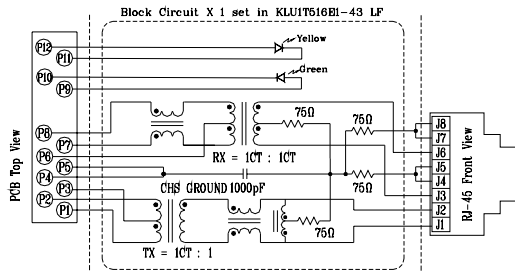 Block Circuit X 1 set in KLU1T516E1-43 LF
Yellow
P12
P11
Green
P10
P9
PCB Top View
P8
P7
P6
P5
P4
P3
P2
P1
75Ω
75Ω
RX = 1CT : 1CT
75Ω
CHS GROUND 1000pF
75Ω
TX = 1CT : 1
J8
J7
J6
J5
J4
J3
J2
J1
RJ-45 Front View